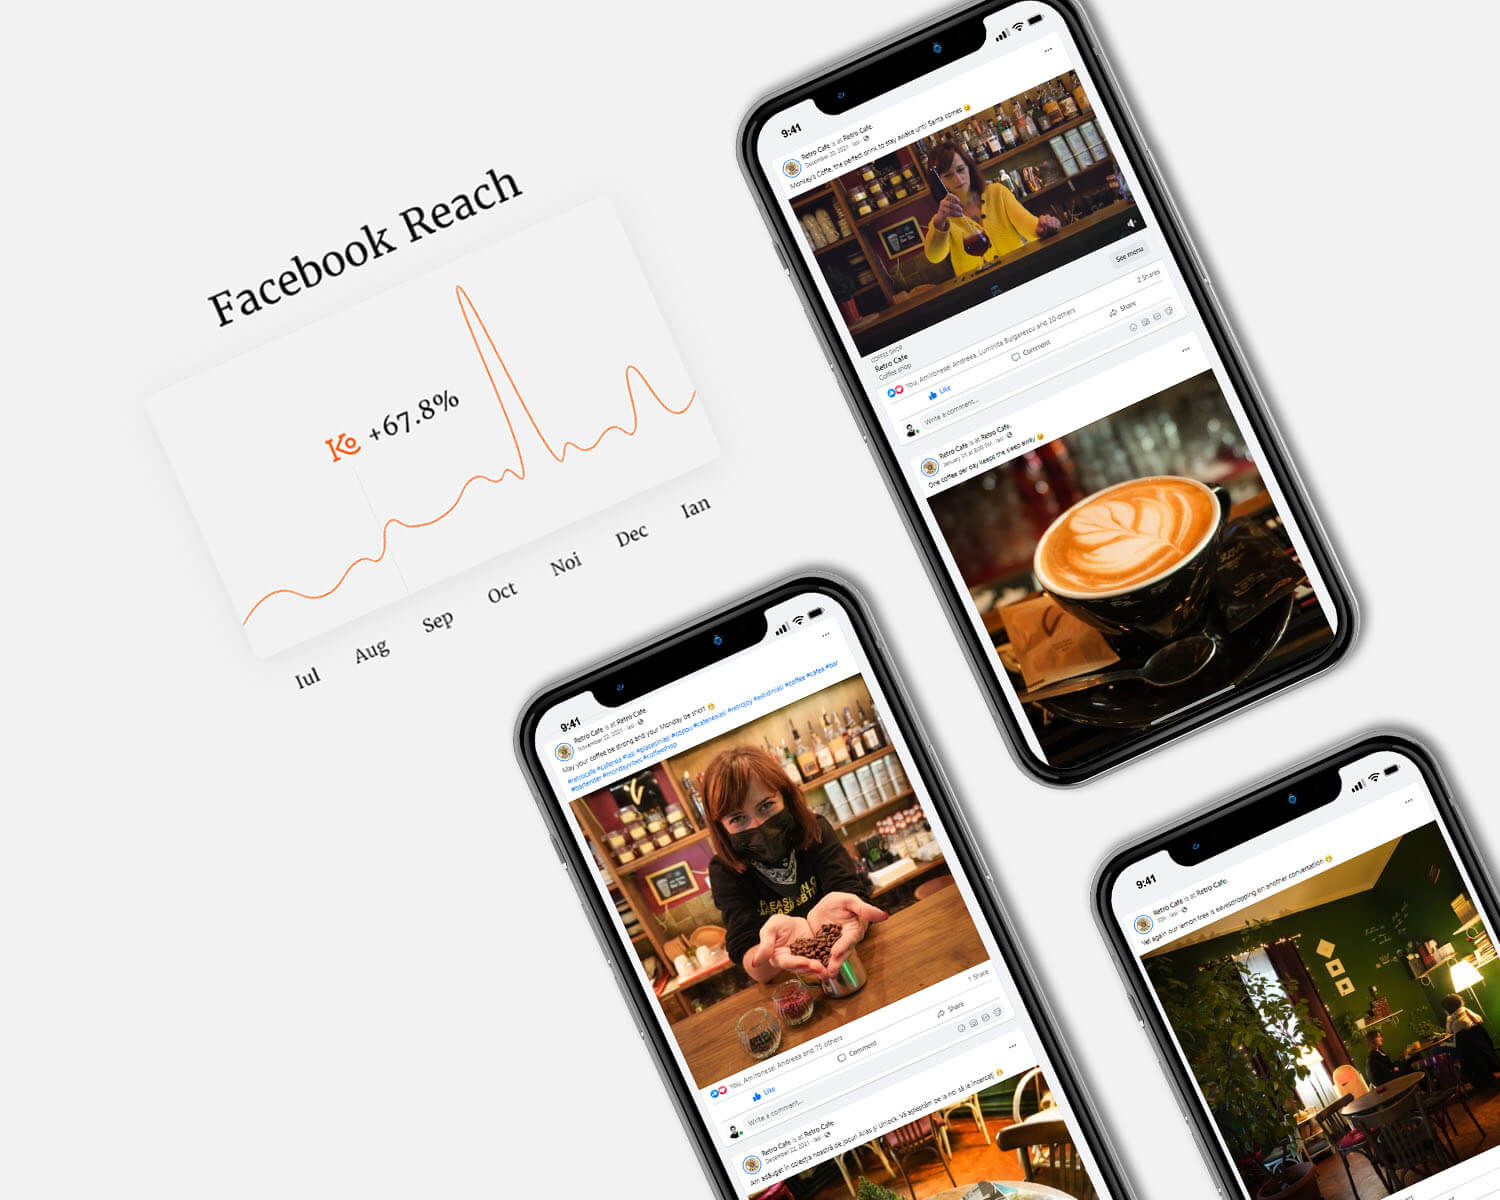 Facebook Reach
Ko +67.8%
Iul
Aug
Sep
Oct
Noi
Dec
Ian
9:41
Retro Cafe is at Retro Cafe.
December 20, 2021 · Iasi ·
Monkey's Coffe, the perfect drink to stay awake until Santa comes
COFFEE SHOP
Retro Cafe
Coffee shop
See menu
You, Amironesei Andreea, Luminita Bulgarescu and 20 others
2 Shares
Like
Comment
Share
Write a comment...
Retro Cafe is at Retro Cafe.
January 21 at 8:00 PM · Iasi ·
One coffee per day keeps the sleep away
9:41
Retro Cafe is at Retro Cafe.
November 22, 2021 · Iasi ·
May your coffee be strong and your Monday be short
#retrocafe #cafenea #iasi #placesiniasi #copou #cafeneaiasi #retrojoy #exploriniasi #coffee #cafea #bar
#bartender #mondayvibes #coffeeshop
You, Amironesei Andreea and 75 others
1 Share
Like
Comment
Share
Write a comment...
Retro Cafe is at Retro Cafe.
December 22, 2021 · Iasi ·
Am adăugat în colecția noastră de jocuri Alias și Unlock. Vă așteptăm pe la noi să le încercați
9:41
Retro Cafe is at Retro Cafe.
10h · Iasi ·
Yet again our lemon tree is eavesdropping on another conversation